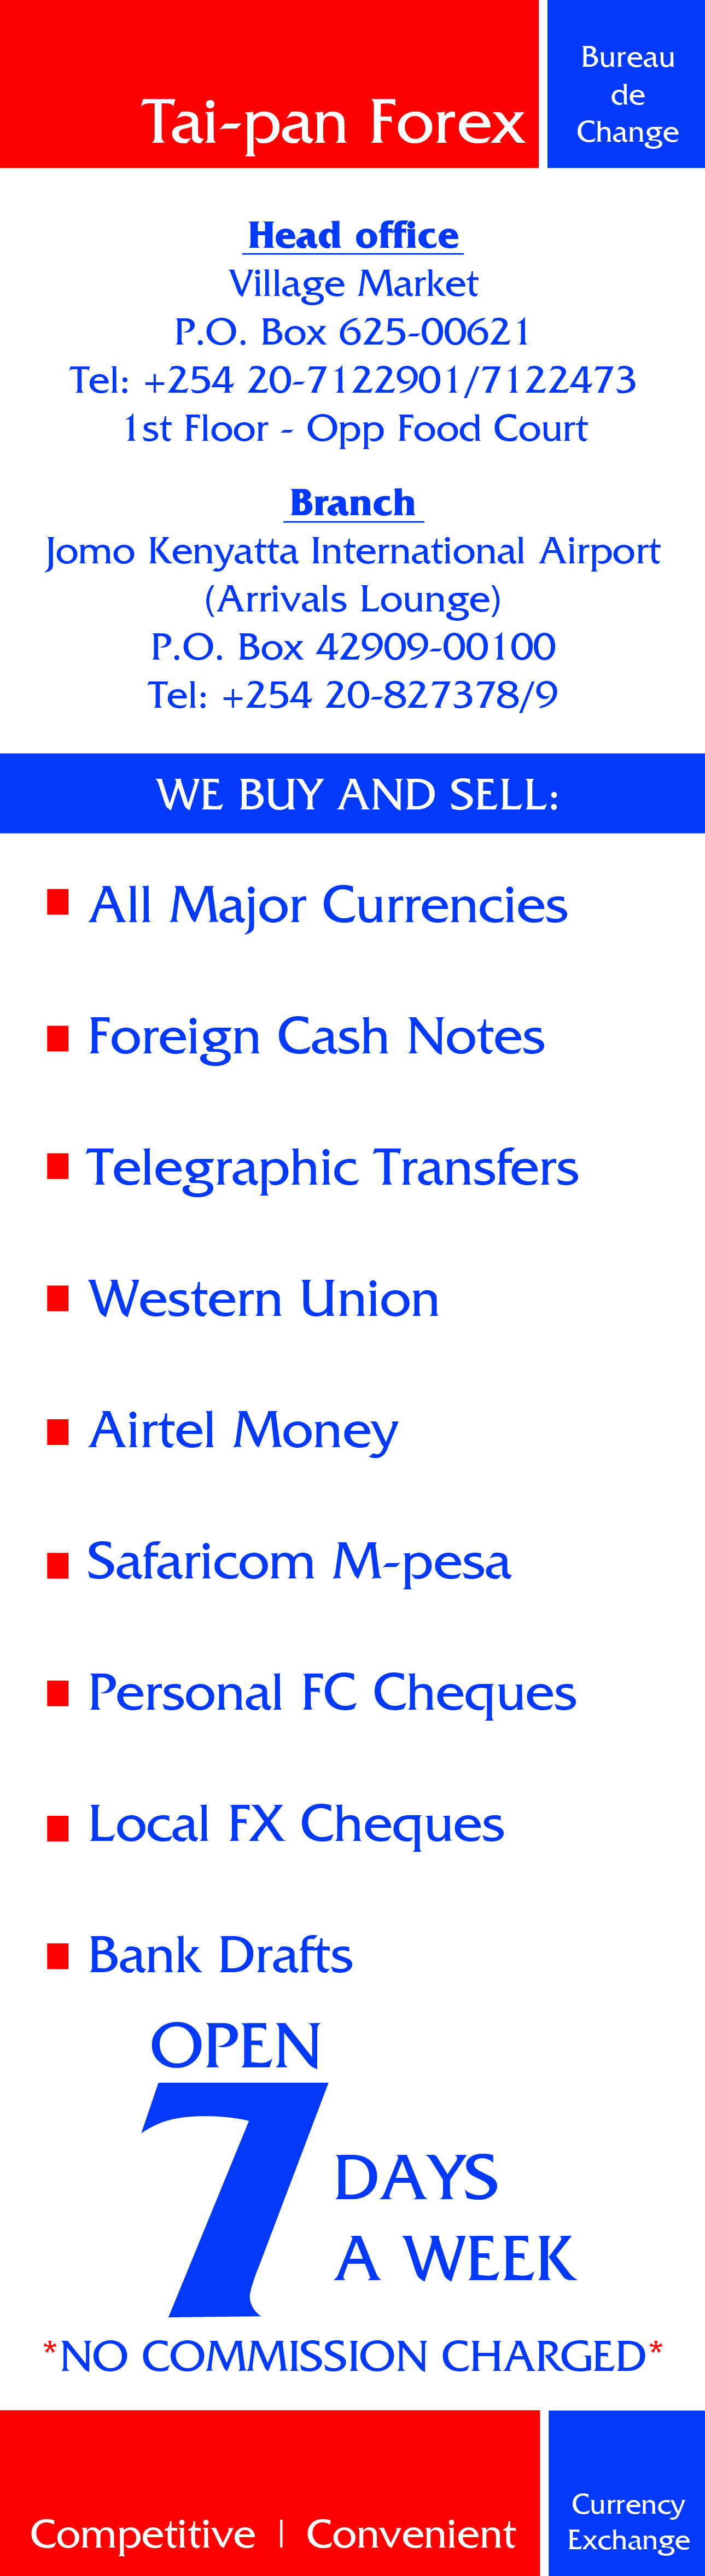 Tai-pan Forex
Bureau
de
Change
Head office
Village Market
P.O. Box 625-00621
Tel: +254 20-7122901/7122473
1st Floor - Opp Food Court
Branch
Jomo Kenyatta International Airport
(Arrivals Lounge)
P.O. Box 42909-00100
Tel: +254 20-827378/9
WE BUY AND SELL:
All Major Currencies
Foreign Cash Notes
Telegraphic Transfers
Western Union
Airtel Money
Safaricom M-pesa
Personal FC Cheques
Local FX Cheques
Bank Drafts
OPEN
7
DAYS
A WEEK
*NO COMMISSION CHARGED*
Competitive | Convenient
Currency
Exchange